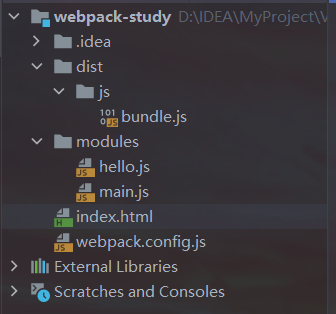 webpack-study D:\IDEA\MyProject\V
.idea
dist
js
bundle.js
modules
hello.js
main.js
index.html
webpack.config.js
External Libraries
Scratches and Consoles